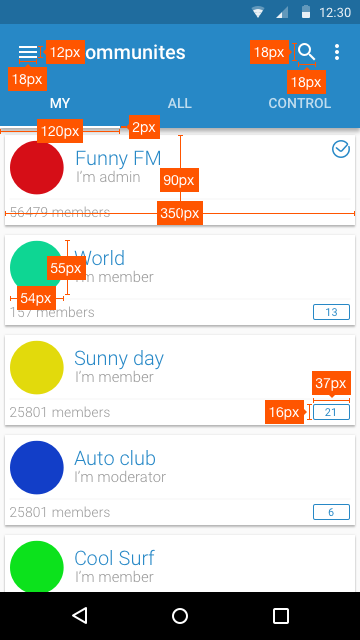 12:30
12px ommunites 18px
18px 18px
MY ALL CONTROL
120px 2px
Funny FM
I'm admin 90px
56479 members 350px
World
55px I'm member
54px
157 members 13
Sunny day
I'm member 37px
25801 members 16px 21
Auto club
I'm moderator
25801 members 6
Cool Surf
I'm member